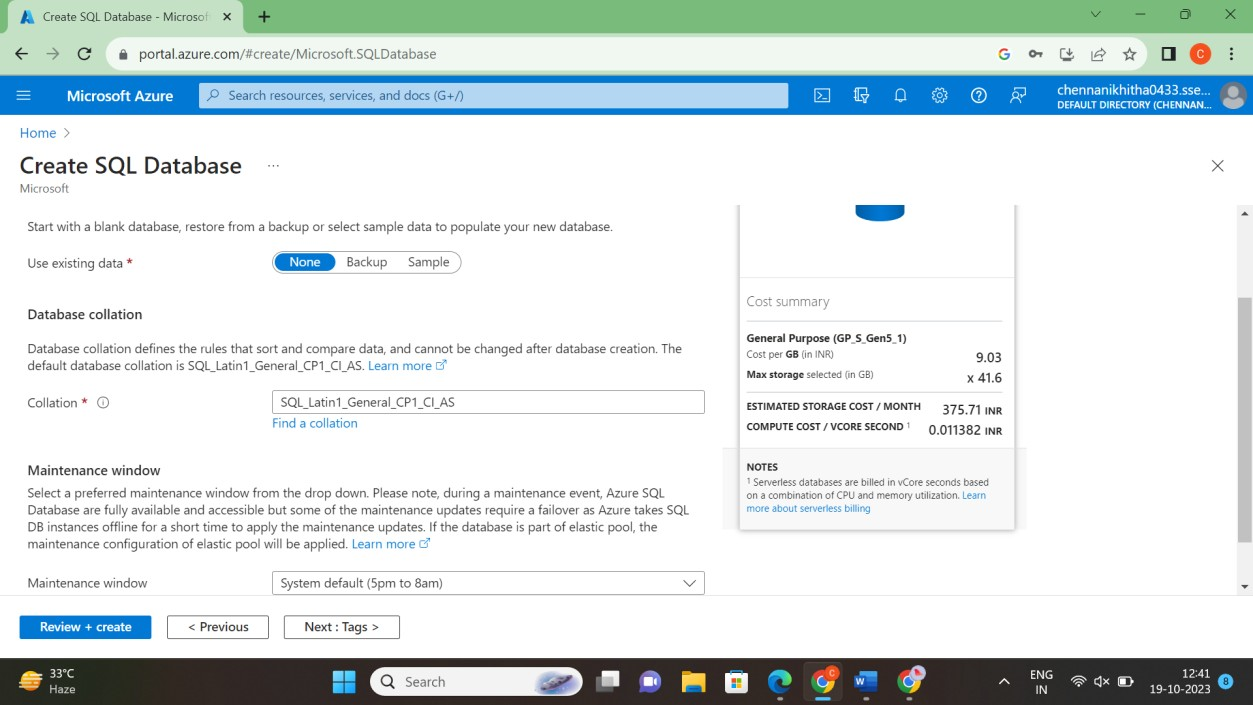 Create SQL Database - Microsof
portal.azure.com/#create/Microsoft.SQLDatabase
G
C
Microsoft Azure
Search resources, services, and docs (G+/)
chennanikhitha0433.sse...
DEFAULT DIRECTORY (CHENNAN...
Home >
Create SQL Database ...
Microsoft
Start with a blank database, restore from a backup or select sample data to populate your new database.
Use existing data *
None Backup Sample
Database collation
Database collation defines the rules that sort and compare data, and cannot be changed after database creation. The
default database collation is SQL_Latin1_General_CP1_CI_AS. Learn more
Collation *
SQL_Latin1_General_CP1_CI_AS
Find a collation
Maintenance window
Select a preferred maintenance window from the drop down. Please note, during a maintenance event, Azure SQL
Database are fully available and accessible but some of the maintenance updates require a failover as Azure takes SQL
DB instances offline for a short time to apply the maintenance updates. If the database is part of elastic pool, the
maintenance configuration of elastic pool will be applied. Learn more
Maintenance window
System default (5pm to 8am)
Cost summary
General Purpose (GP_S_Gen5_1)
Cost per GB (in INR) 9.03
Max storage selected (in GB) x 41.6
ESTIMATED STORAGE COST / MONTH 375.71 INR
COMPUTE COST / VCORE SECOND 1 0.011382 INR
NOTES
1 Serverless databases are billed in vCore seconds based
on a combination of CPU and memory utilization. Learn
more about serverless billing
Review + create
< Previous
Next : Tags >
33°C
Haze
Search
W
C
ENG
IN
12:41
19-10-2023
8